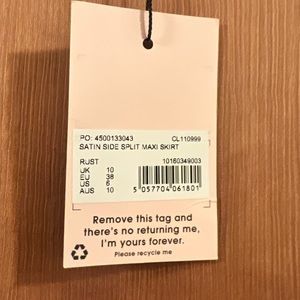 PO: 4500133043 CL110999
SATIN SIDE SPLIT MAXI SKIRT
RUST 10160349003
UK 10
EU 38
US 6
AUS 10
5 057704 061801
Remove this tag and
there's no returning me,
I'm yours forever.
Please recycle me